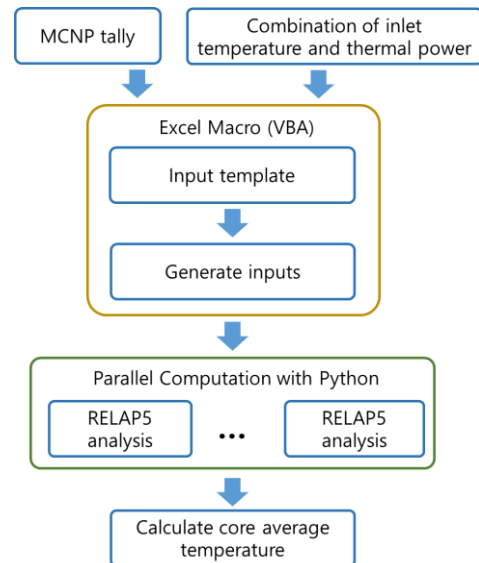 MCNP tally
Combination of inlet
temperature and thermal power
Excel Macro (VBA)
Input template
Generate inputs
Parallel Computation with Python
RELAP5
analysis
...
RELAP5
analysis
Calculate core average
temperature